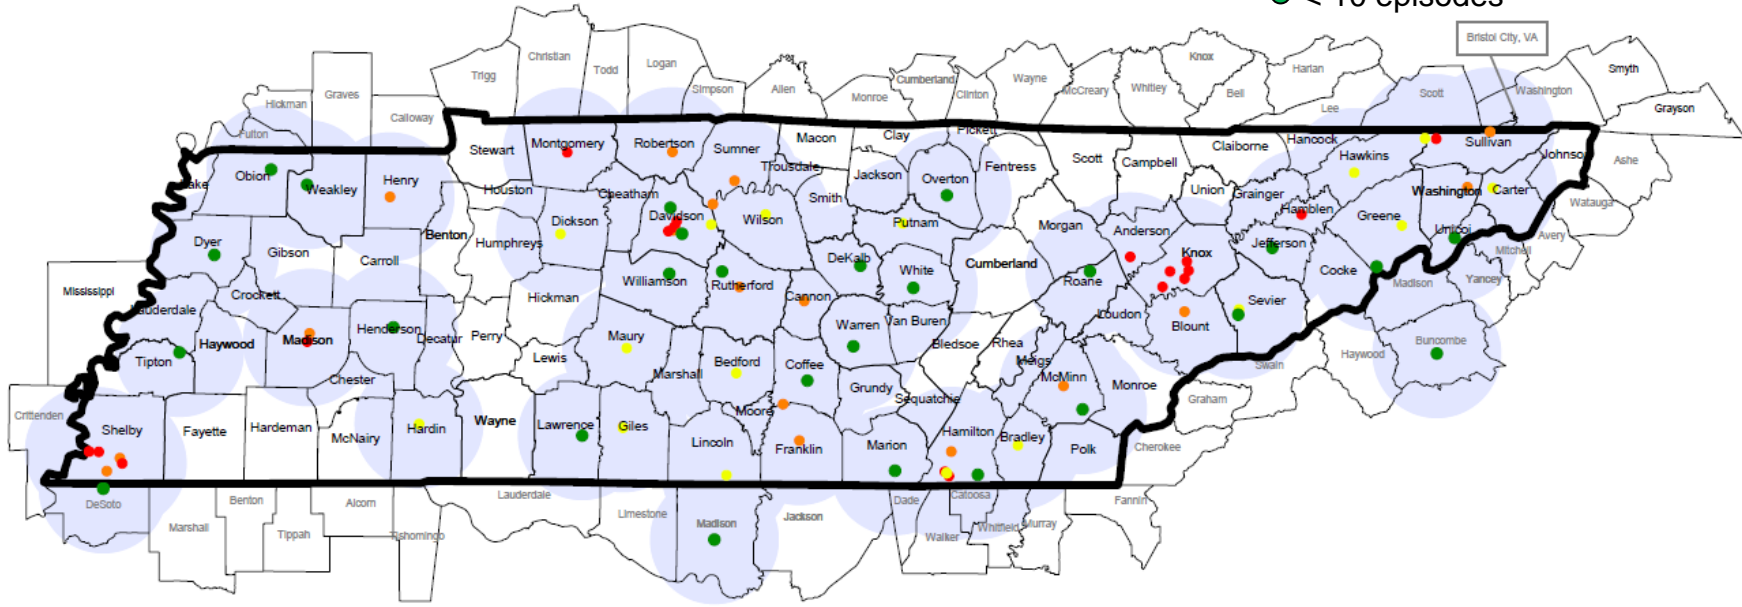 < 10 episodes
Bristol City, VA
Christian
Todd
Logan
Trigg
Simpson
Allen
Monroe
Cumberland
Clinton
Wayne
McCreary
Whitley
Knox
Bell
Harlan
Lee
Scott
Washington
Smyth
Grayson
Hickman
Graves
Calloway
Fulton
Stewart
Montgomery
Robertson
Sumner
Macon
Trousdale
Clay
Pickett
Fentress
Scott
Campbell
Claiborne
Hancock
Hawkins
Sullivan
Johnson
Ashe
Obion
Weakley
Henry
Houston
Cheatham
Davidson
Wilson
Smith
Jackson
Overton
Morgan
Anderson
Union
Grainger
Hamblen
Greene
Washington
Carter
Watauga
Unicoi
Avery
Mitchell
Dyer
Gibson
Carroll
Benton
Humphreys
Dickson
Williamson
Rutherford
Cannon
DeKalb
Putnam
White
Cumberland
Roane
Knox
Jefferson
Cocke
Madison
Yancey
Mississippi
Lauderdale
Crockett
Haywood
Madison
Henderson
Decatur
Perry
Hickman
Lewis
Maury
Marshall
Bedford
Coffee
Warren
Van Buren
Bledsoe
Rhea
Meigs
Loudon
Blount
Sevier
Haywood
Buncombe
Swain
Tipton
Chester
Grundy
Sequatchie
McMinn
Monroe
Graham
Crittenden
Shelby
Fayette
Hardeman
McNairy
Hardin
Wayne
Lawrence
Giles
Lincoln
Moore
Franklin
Marion
Hamilton
Bradley
Polk
Cherokee
DeSoto
Marshall
Benton
Tippah
Alcorn
Tishomingo
Lauderdale
Limestone
Madison
Jackson
Dade
Catoosa
Walker
Whitfield
Murray
Fannin